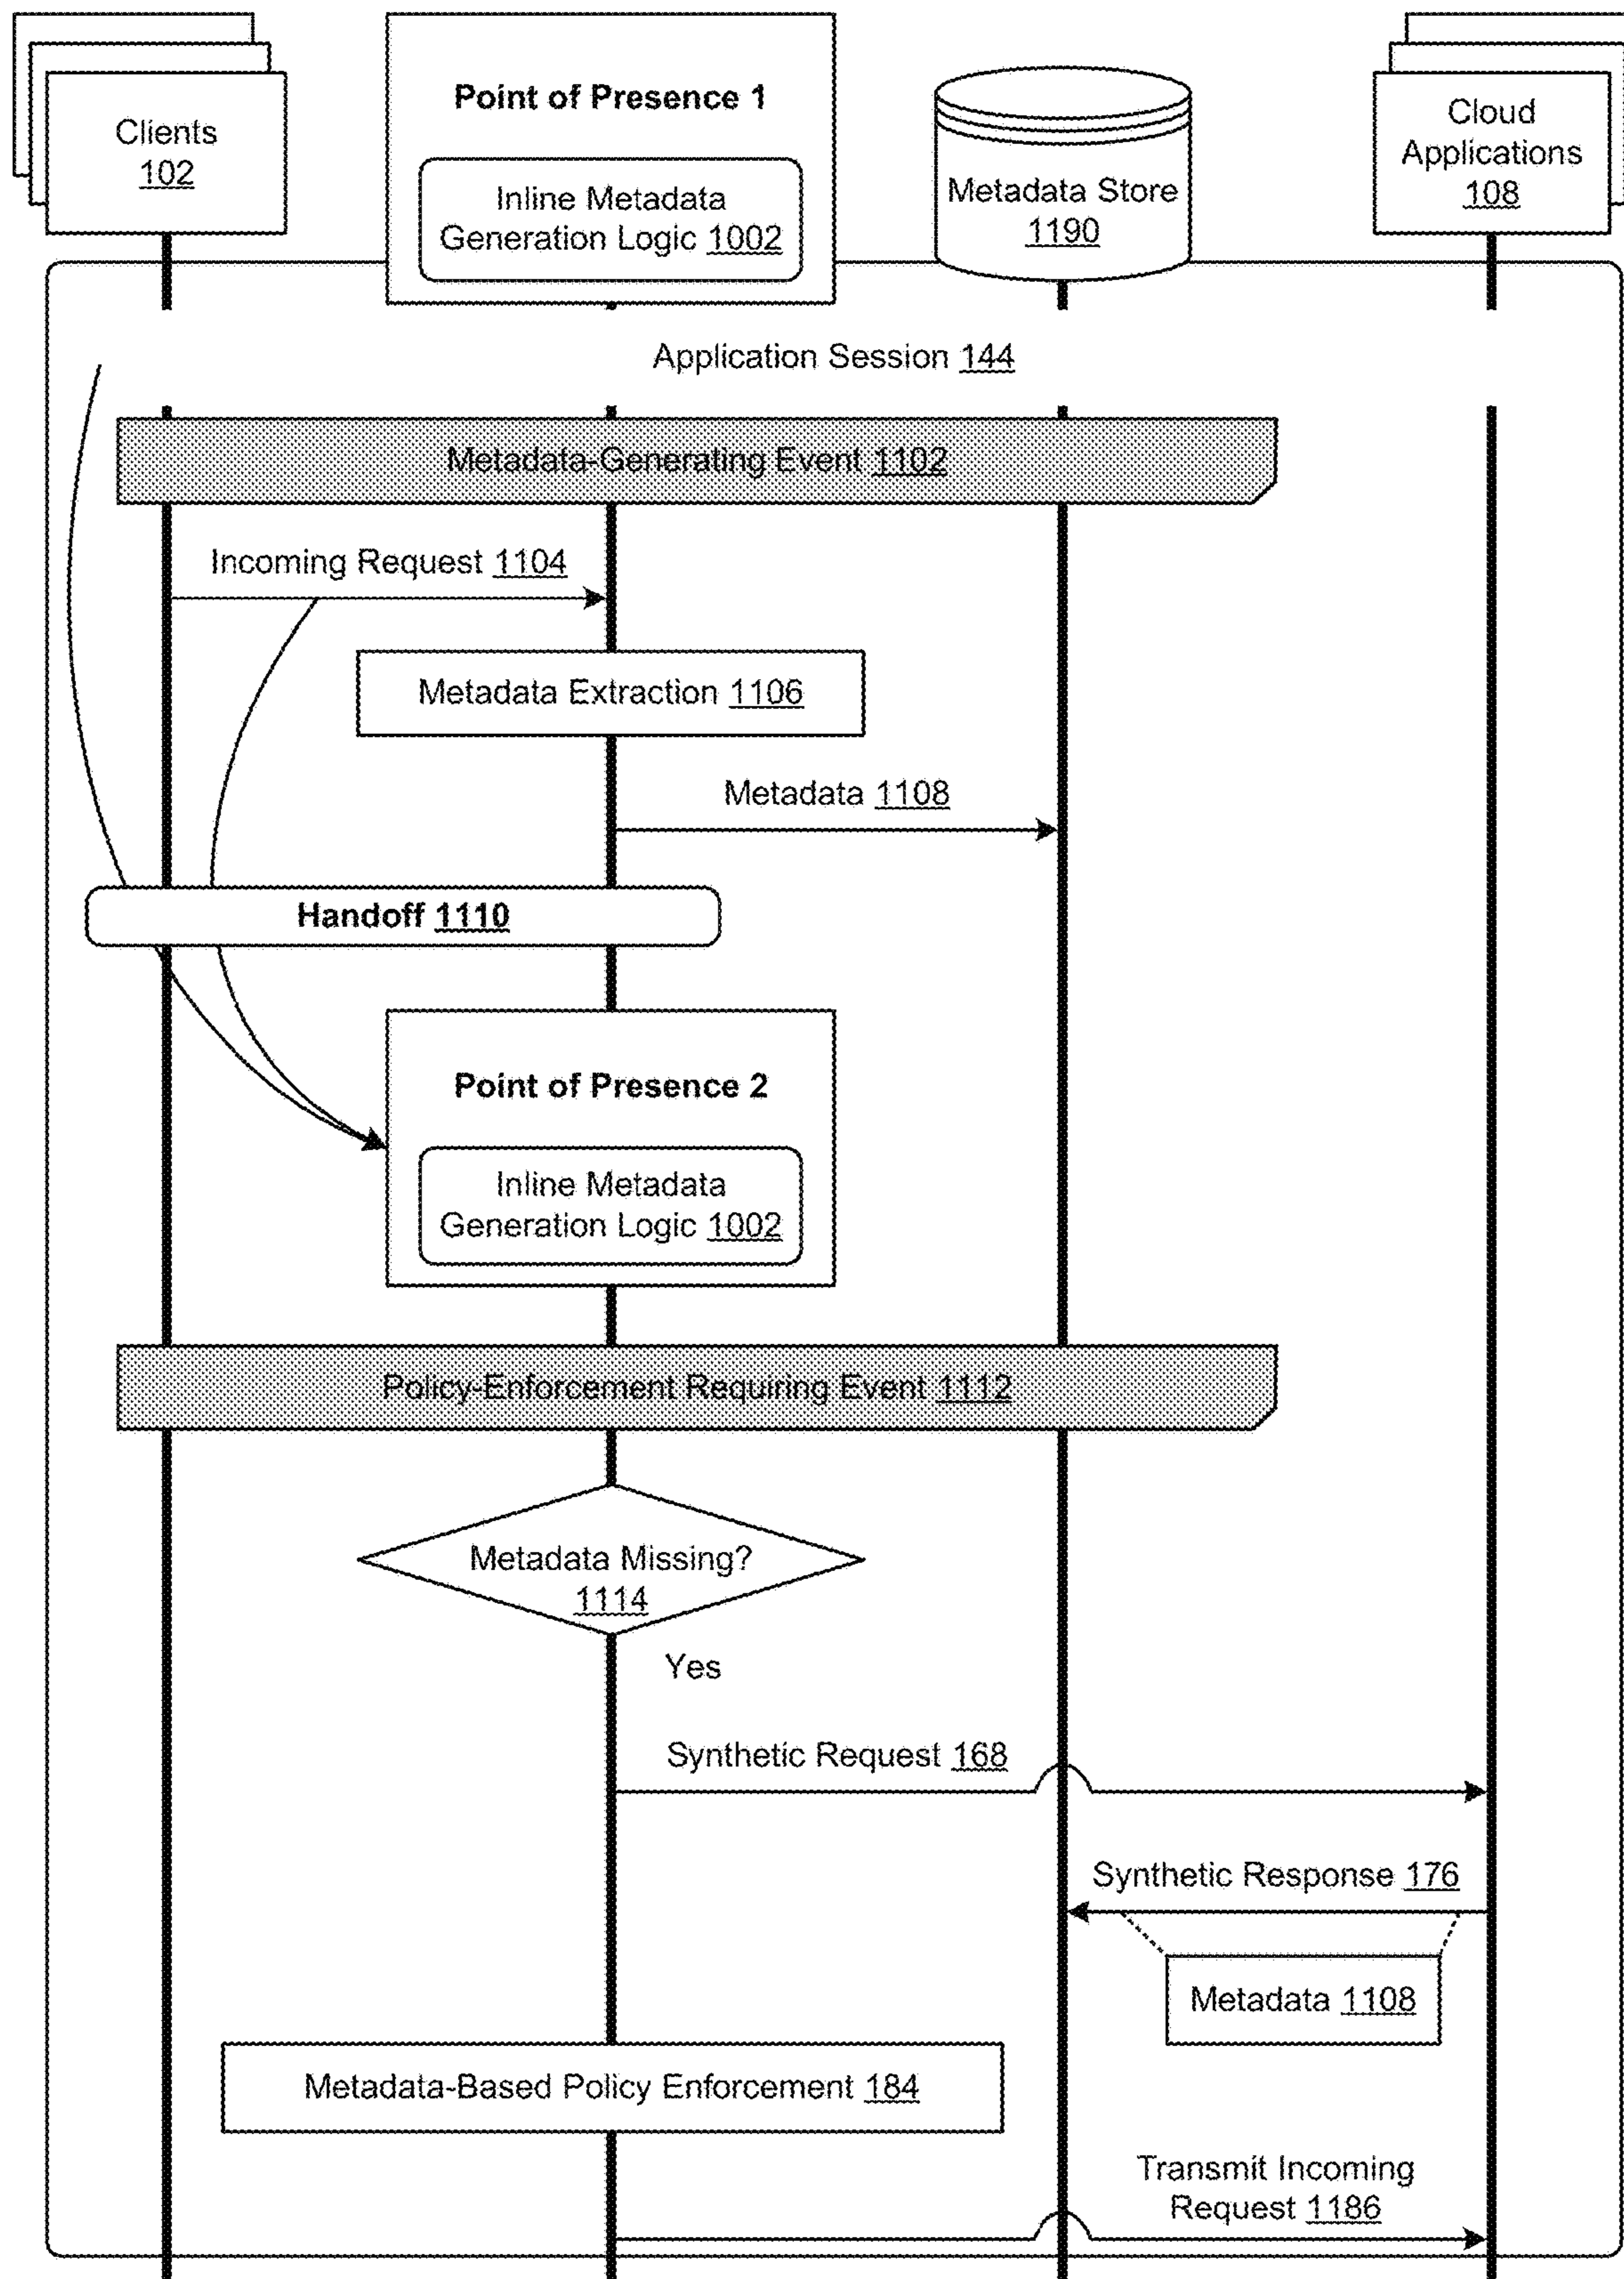 Clients
102
Point of Presence 1
Inline Metadata
Generation Logic 1002
Metadata Store
1190
Cloud
Applications
108
Application Session 144
Metadata-Generating Event 1102
Incoming Request 1104
Metadata Extraction 1106
Metadata 1108
Handoff 1110
Point of Presence 2
Inline Metadata
Generation Logic 1002
Policy-Enforcement Requiring Event 1112
Metadata Missing?
1114
Yes
Synthetic Request 168
Synthetic Response 176
Metadata 1108
Metadata-Based Policy Enforcement 184
Transmit Incoming
Request 1186